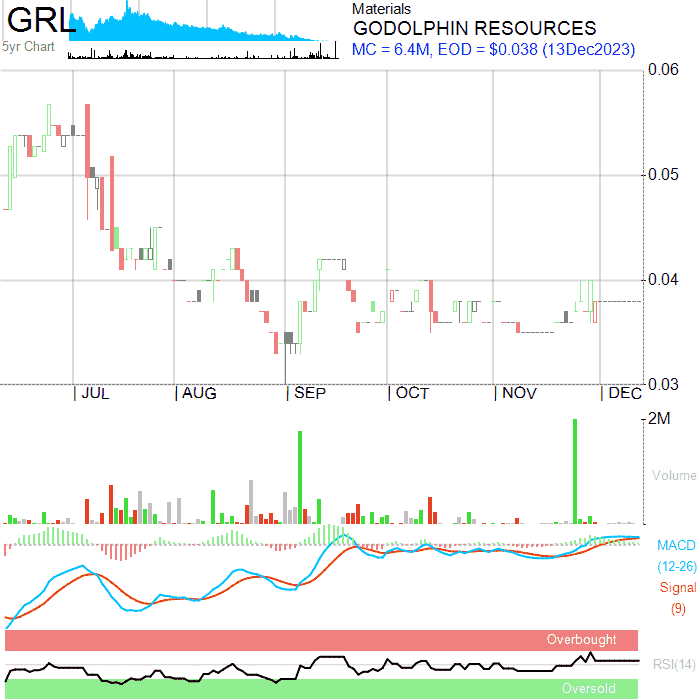 GRL
5yr Chart
Materials
GODOLPHIN RESOURCES
MC = 6.4M, EOD = $0.038 (13Dec2023)
0.06
0.05
0.04
0.03
JUL AUG SEP OCT NOV DEC
2M
Volume
MACD
(12-26)
Signal
(9)
Overbought
RSI(14)
Oversold